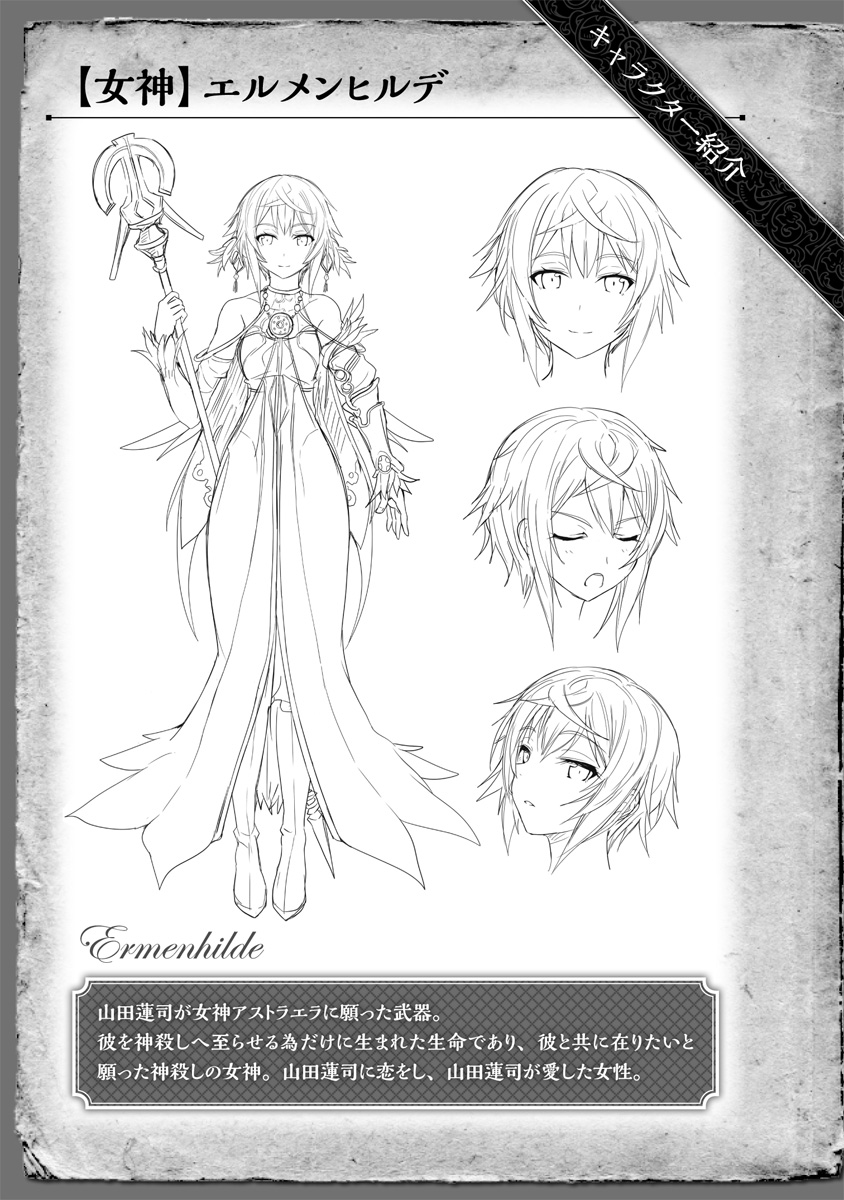 キャラクター紹介
【女神】エルメンヒルデ
Ermenhilde
山田蓮司が女神アストラエラに願った武器。
彼を神殺しへ至らせる為だけに生まれた生命であり、彼と共に在りたいと
願った神殺しの女神。山田蓮司に恋をし、山田蓮司が愛した女性。